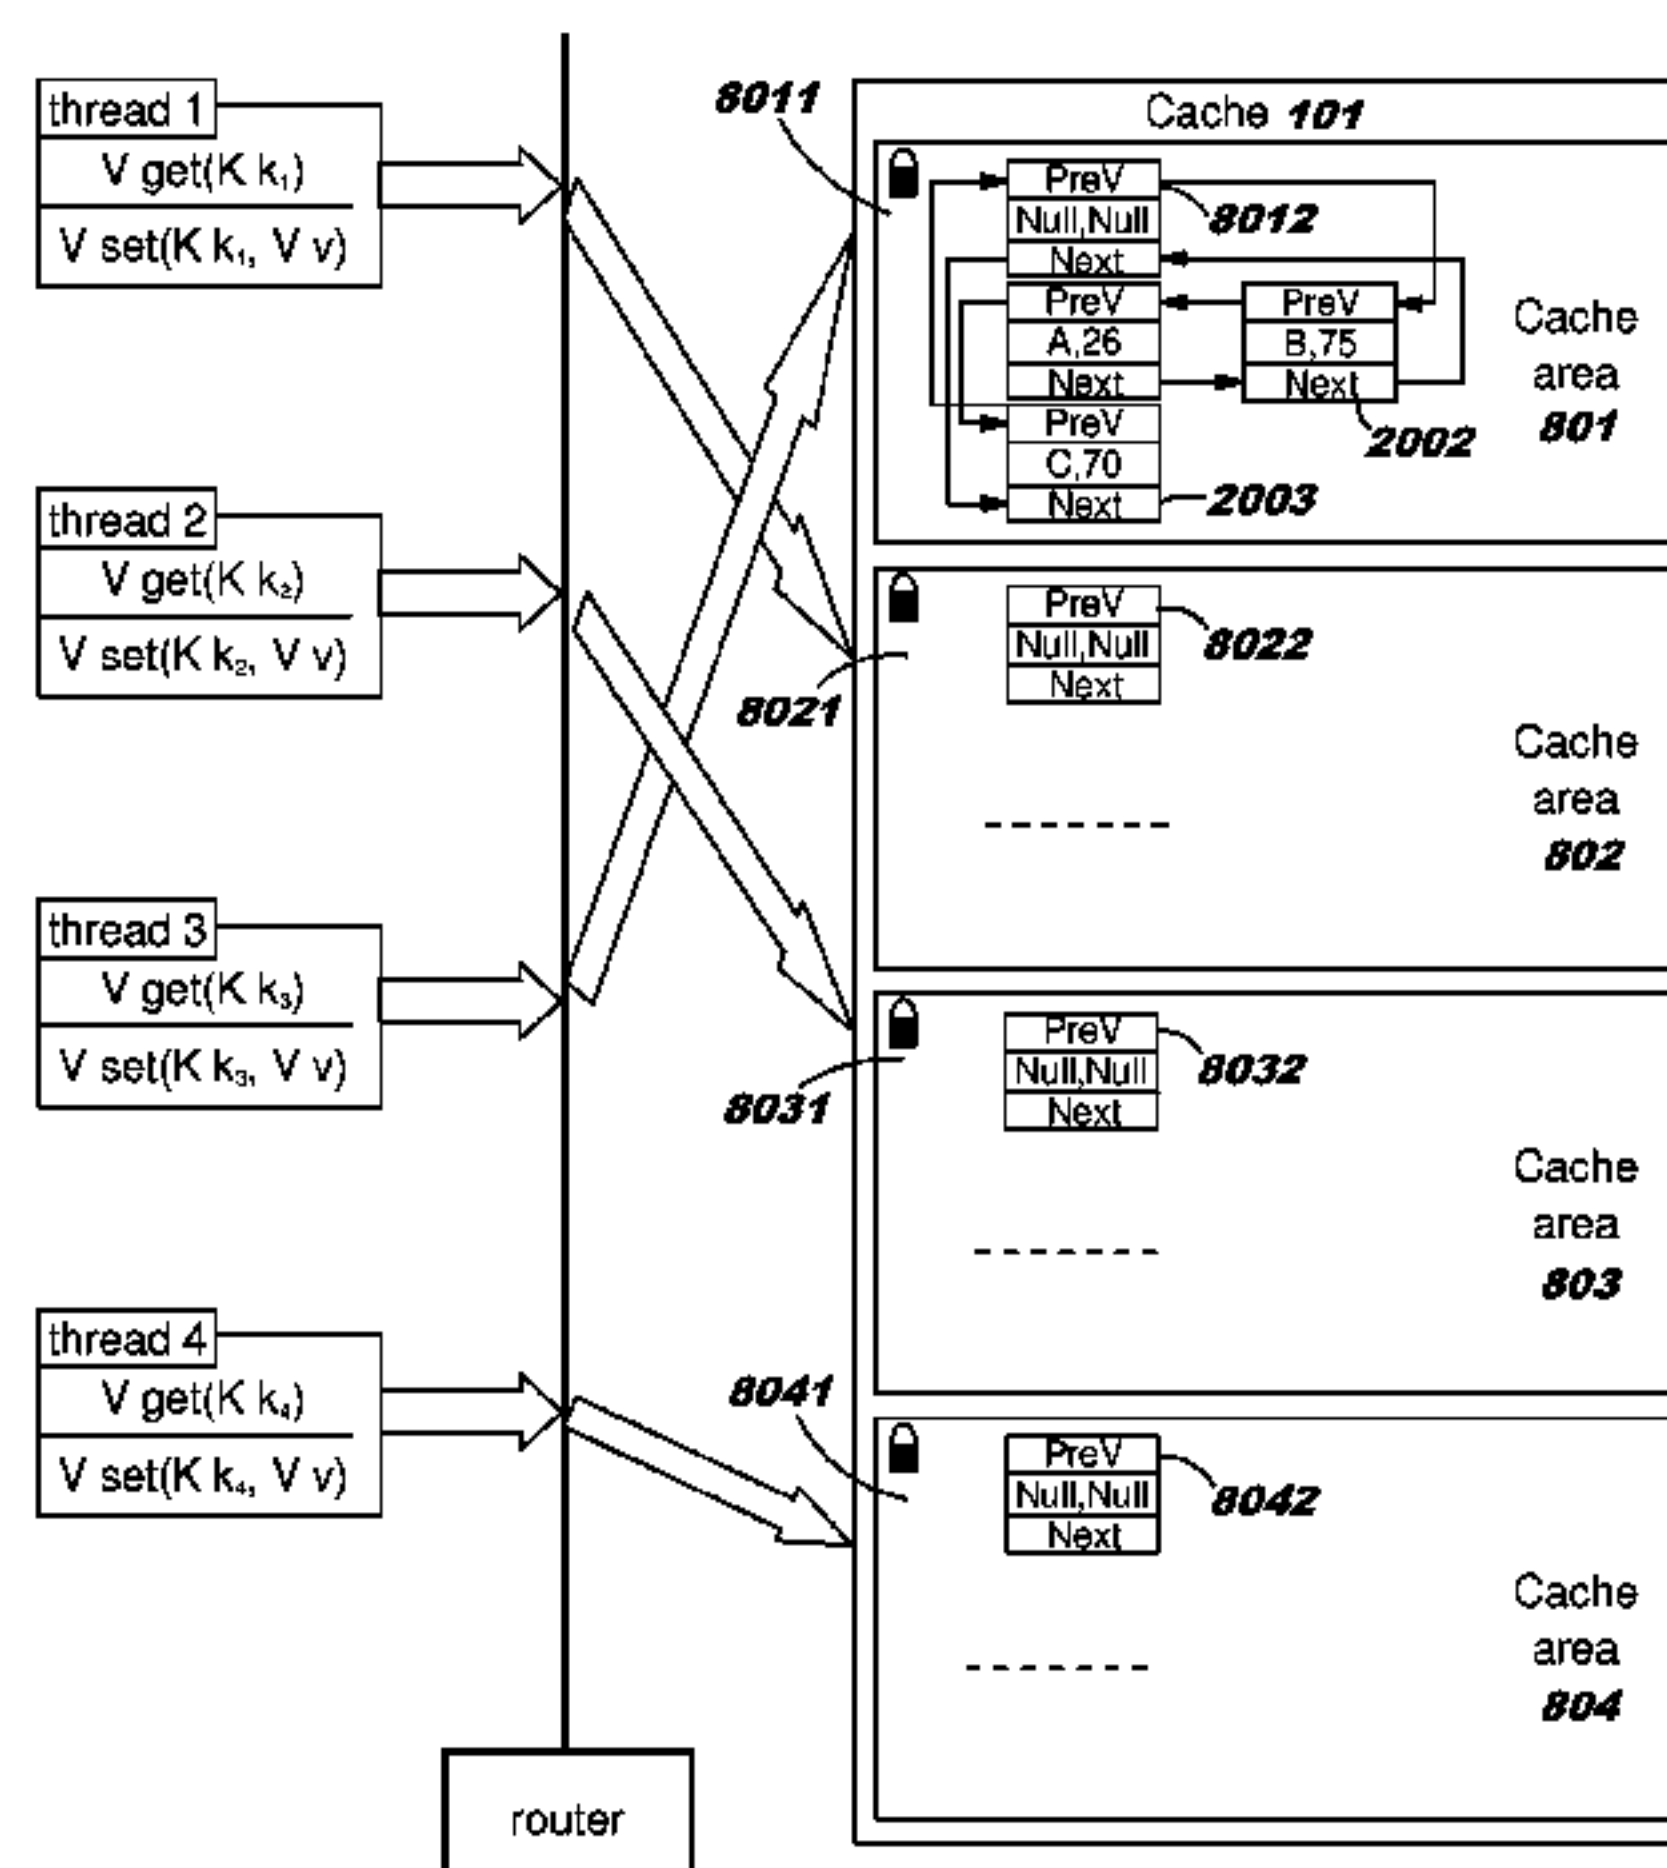 thread 1
V get(K k₁)
V set(K k₁, V v)
thread 2
V get(K k₂)
V set(K k₂, V v)
thread 3
V get(K k₃)
V set(K k₃, V v)
thread 4
V get(K k₄)
V set(K k₄, V v)
router
Cache 101
8011
PreV
Null,Null
Next
8012
PreV
A,26
Next
PreV
B,75
Next
2002
PreV
C,70
Next
2003
Cache
area
801
8021
PreV
Null,Null
Next
8022
Cache
area
802
8031
PreV
Null,Null
Next
8032
Cache
area
803
8041
PreV
Null,Null
Next
8042
Cache
area
804